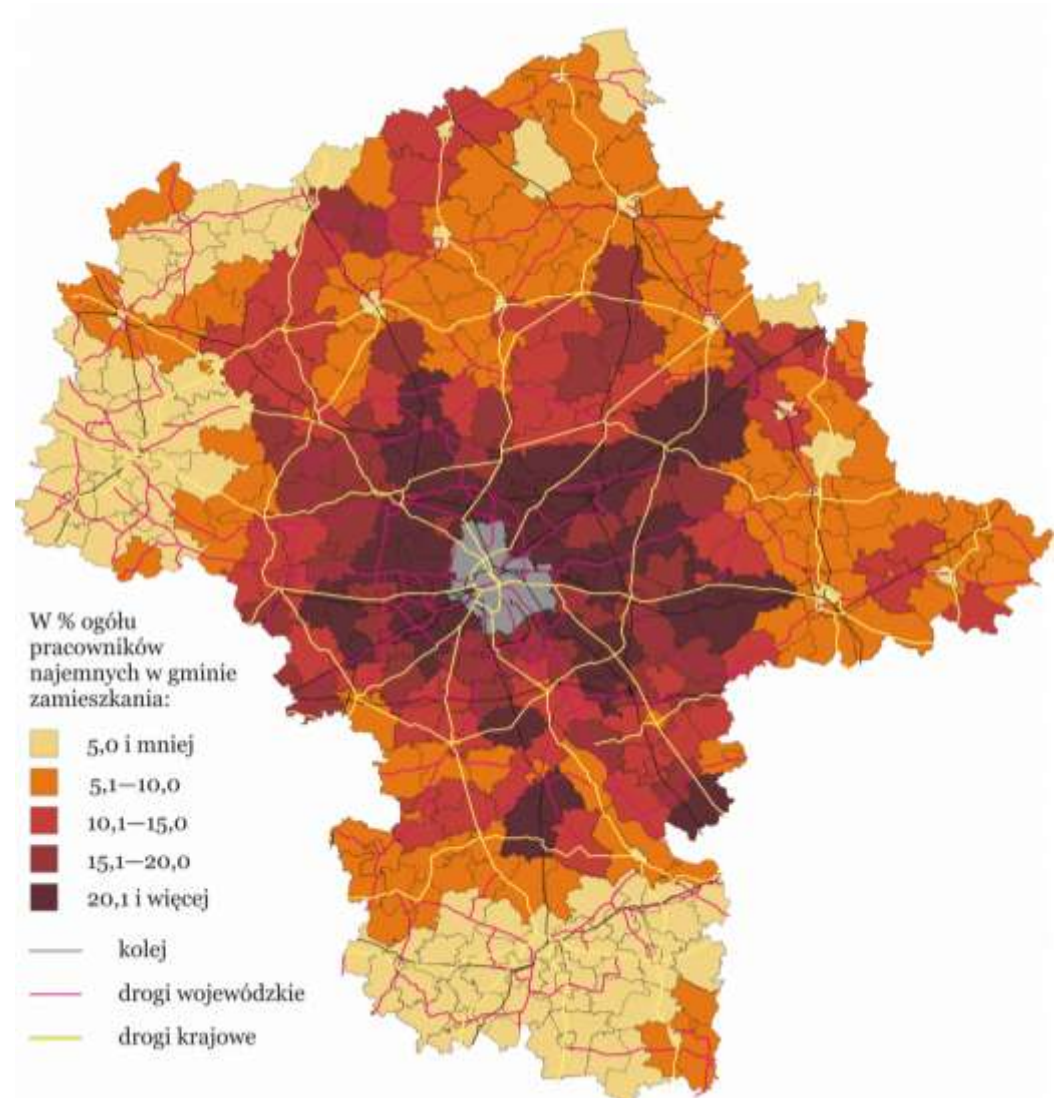 W % ogółu
pracowników
najemnych w gminie
zamieszkania:
5,0 i mniej
5,1—10,0
10,1—15,0
15,1—20,0
20,1 i więcej
kolej
drogi wojewódzkie
drogi krajowe